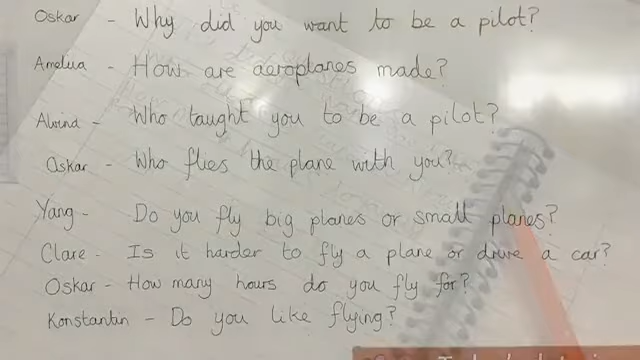 Oskar - Why did you want to be a pilot?
Amelia - How are aeroplanes made?
Arvind - Who taught you to be a pilot?
Oskar - Who flies the plane with you?
Yang - Do you fly big planes or small planes?
Clare - Is it harder to fly a plane or drive a car?
Oskar - How many hours do you fly for?
Konstantin - Do you like flying?